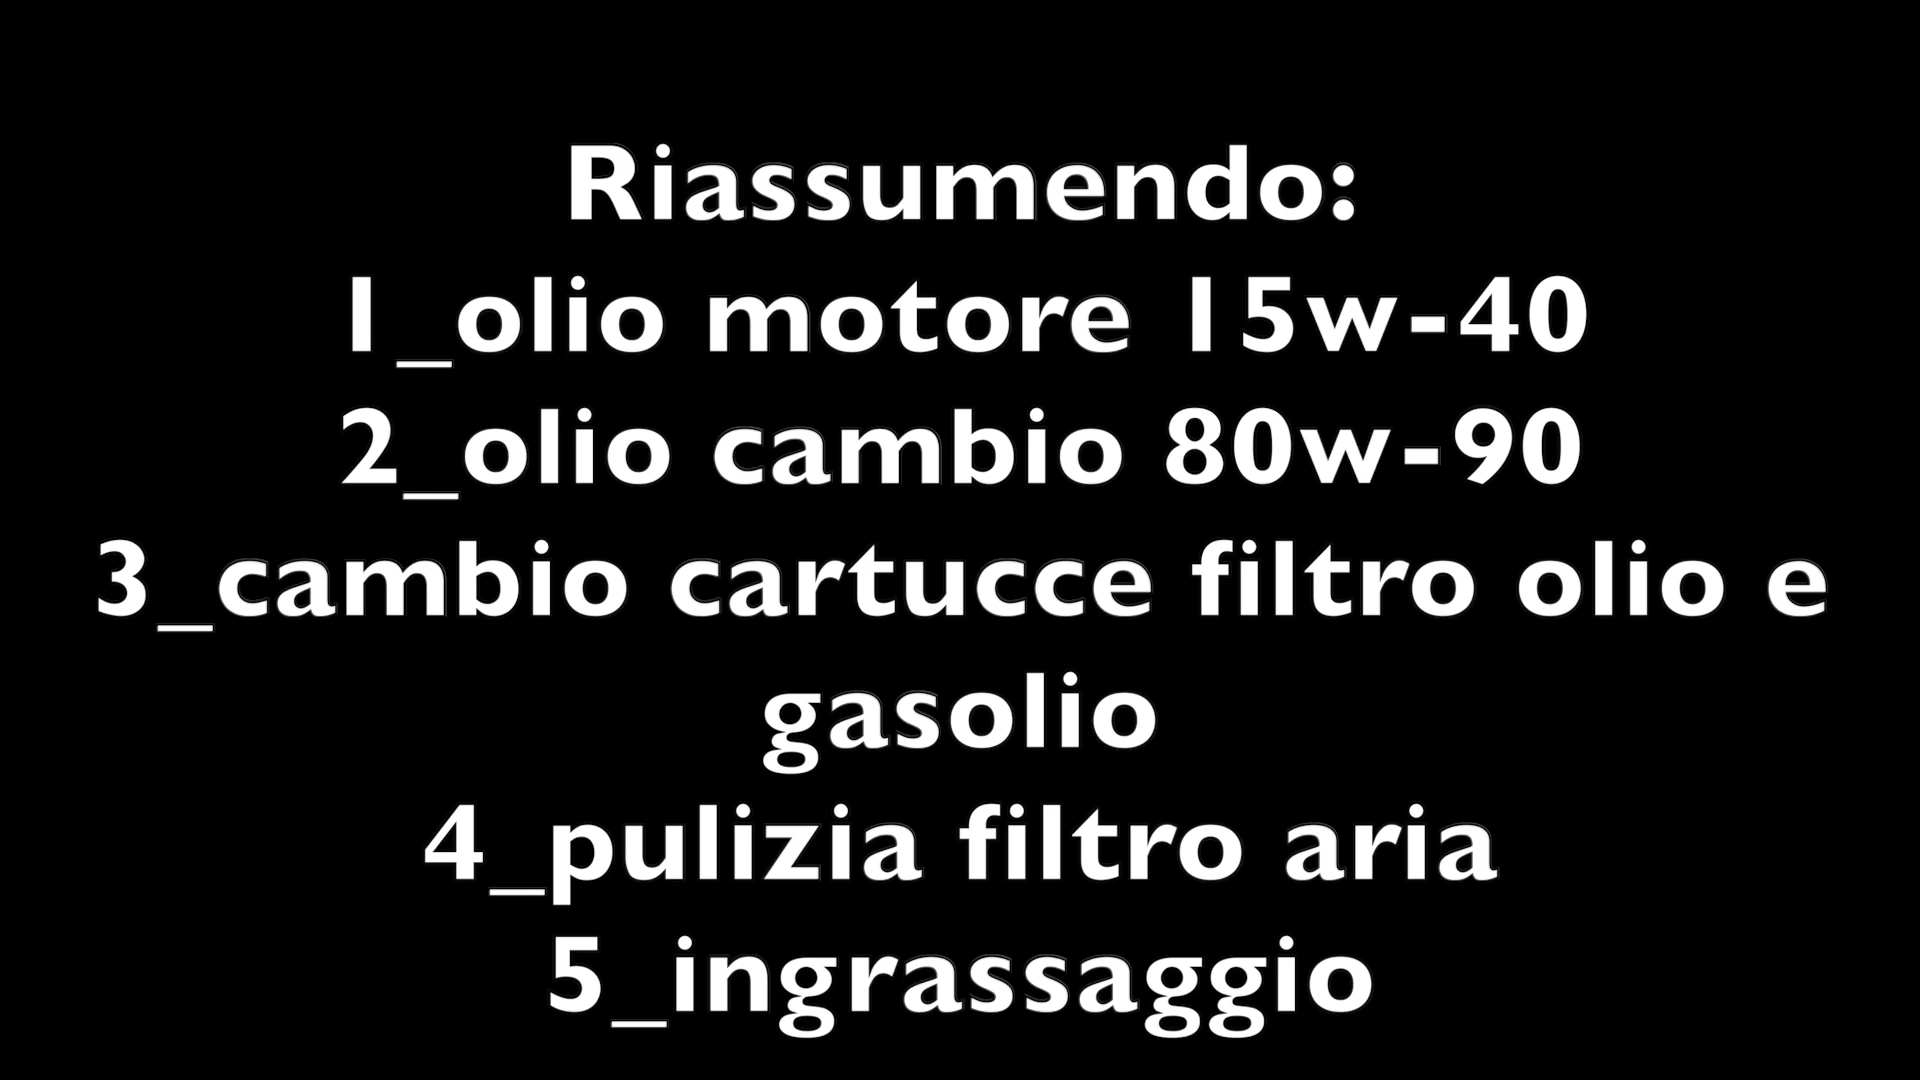 Riassumendo:
1_olio motore 15w-40
2_olio cambio 80w-90
3_cambio cartucce filtro olio e
gasolio
4_pulizia filtro aria
5_ingrassaggio